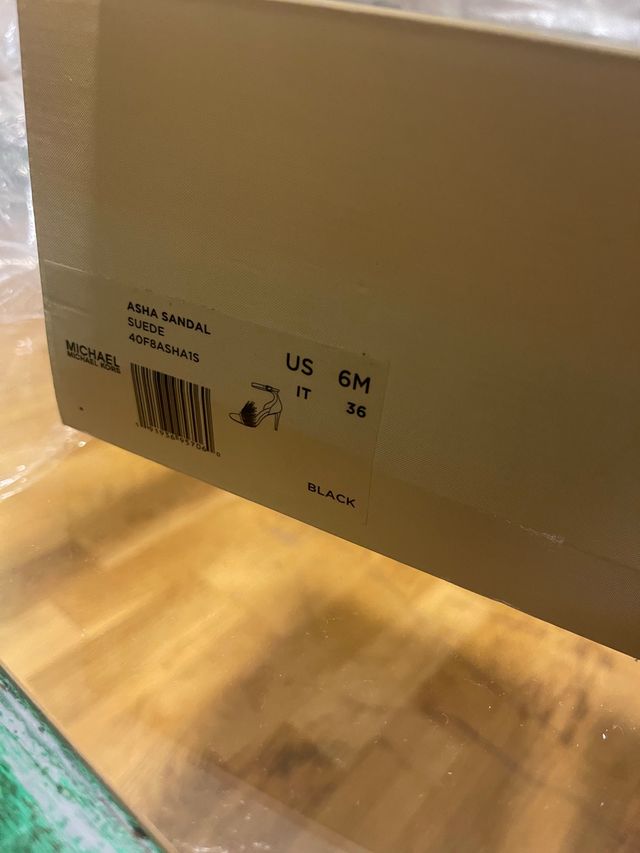 ASHA SANDAL
SUEDE
40F8ASHA1S
MICHAEL
MICHAEL KORS
US 6M
IT 36
BLACK